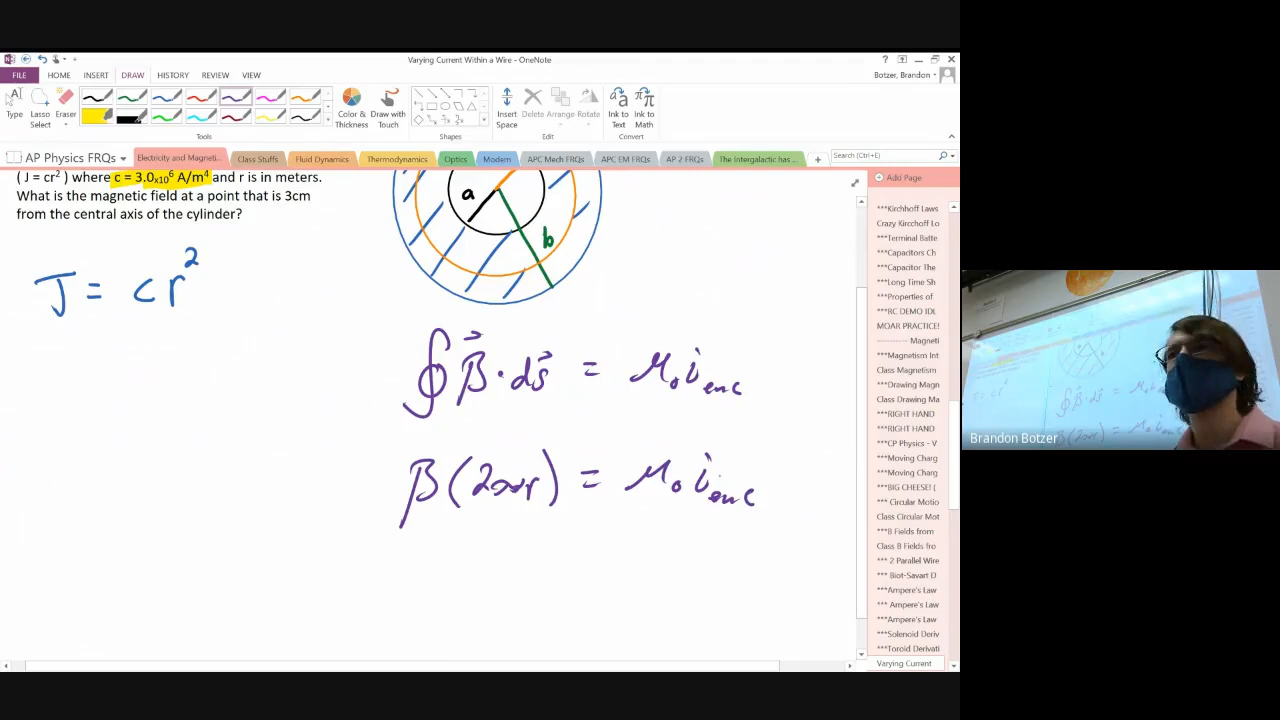 Varying Current Within a Wire - OneNote
FILE HOME INSERT DRAW HISTORY REVIEW VIEW
Botzer, Brandon
Type Lasso Select Eraser Color & Thickness Draw with Touch Insert Space Delete Arrange Rotate Ink to Text Ink to Math
Tools Shapes Edit Convert
AP Physics FRQs Electricity and Magneti... Class Stuffs Fluid Dynamics Thermodynamics Optics Modern APC Mech FRQs APC EM FRQs AP 2 FRQs The Intergalactic has ... Search (Ctrl+E)
( J = cr² ) where c = 3.0x10⁶ A/m⁴ and r is in meters.
What is the magnetic field at a point that is 3cm
from the central axis of the cylinder?
a
b
J = c r²
∮ B⃗ · ds⃗ = μ₀ i enc
B (2πr) = μ₀ i enc
Add Page
***Kirchhoff Laws
Crazy Kircchoff Lo
***Terminal Batte
***Capacitors Ch
***Capacitor The
***Long Time Sh
***Properties of
***RC DEMO IDL
MOAR PRACTICE!
---------- Magneti
***Magnetism Int
Class Magnetism
***Drawing Magn
Class Drawing Ma
***RIGHT HAND
***RIGHT HAND
***CP Physics - V
***Moving Charg
***Moving Charg
***BIG CHEESE! (
*** Circular Motio
Class Circular Mot
***B Fields from
Class B Fields fro
*** 2 Parallel Wire
*** Biot-Savart D
***Ampere's Law
*** Ampere's Law
***Ampere's Law
***Solenoid Deriv
***Toroid Derivati
Varying Current
Brandon Botzer